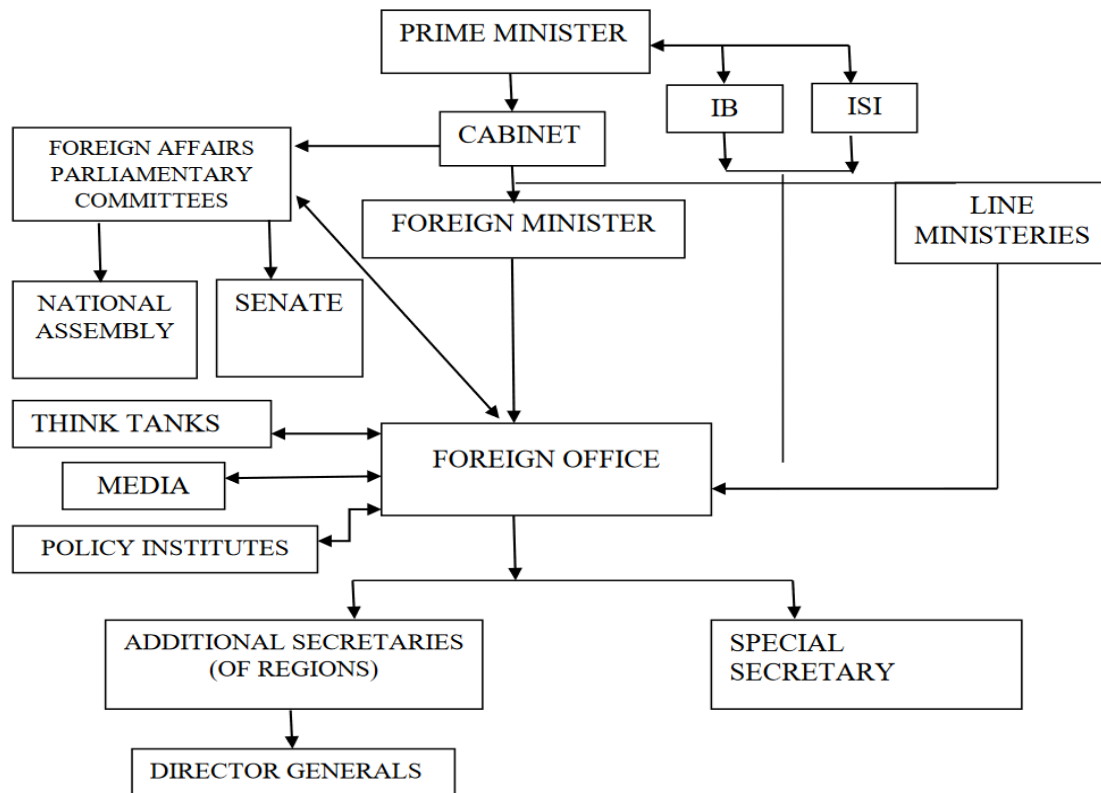 PRIME MINISTER
IB
ISI
CABINET
FOREIGN AFFAIRS
PARLIAMENTARY
COMMITTEES
FOREIGN MINISTER
LINE
MINISTERIES
NATIONAL
ASSEMBLY
SENATE
THINK TANKS
FOREIGN OFFICE
MEDIA
POLICY INSTITUTES
ADDITIONAL SECRETARIES
(OF REGIONS)
SPECIAL
SECRETARY
DIRECTOR GENERALS